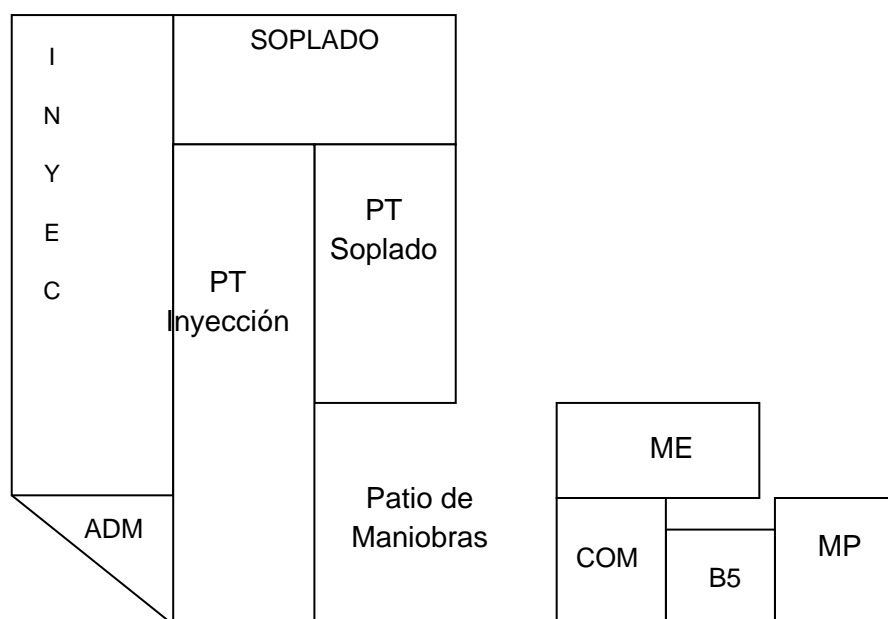 I
N
Y
E
C
SOPLADO
PT
Soplado
PT
Inyección
ME
Patio de
Maniobras
ADM
COM
B5
MP